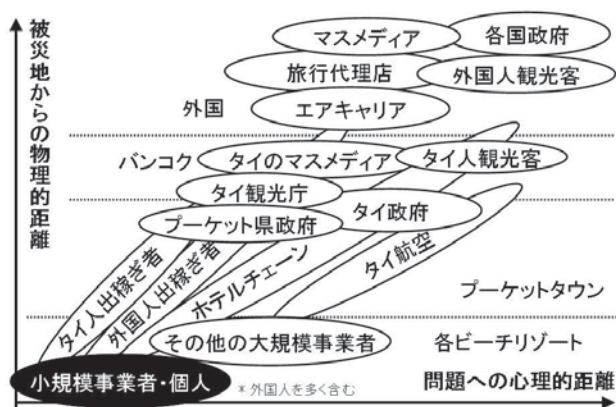 被災地からの物理的距離
マスメディア
各国政府
旅行代理店
外国人観光客
外国
エアキャリア
バンコク
タイのマスメディア
タイ人観光客
タイ観光庁
タイ政府
プーケット県政府
タイ人出稼ぎ者
外国人出稼ぎ者
ホテルチェーン
タイ航空
プーケットタウン
その他の大規模事業者
各ビーチリゾート
小規模事業者・個人
* 外国人を多く含む
問題への心理的距離